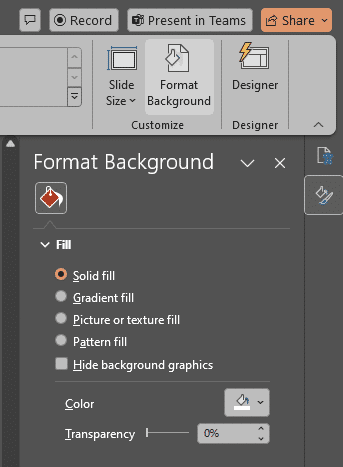 Record
Present in Teams
Share
Slide
Size
Format
Background
Designer
Customize
Designer
Format Background
Fill
Solid fill
Gradient fill
Picture or texture fill
Pattern fill
Hide background graphics
Color
Transparency
0%